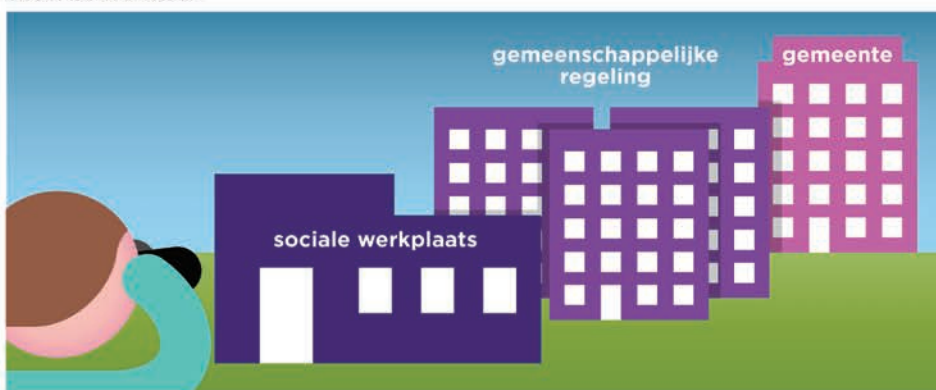 gemeenschappelijke
regeling
gemeente
sociale werkplaats